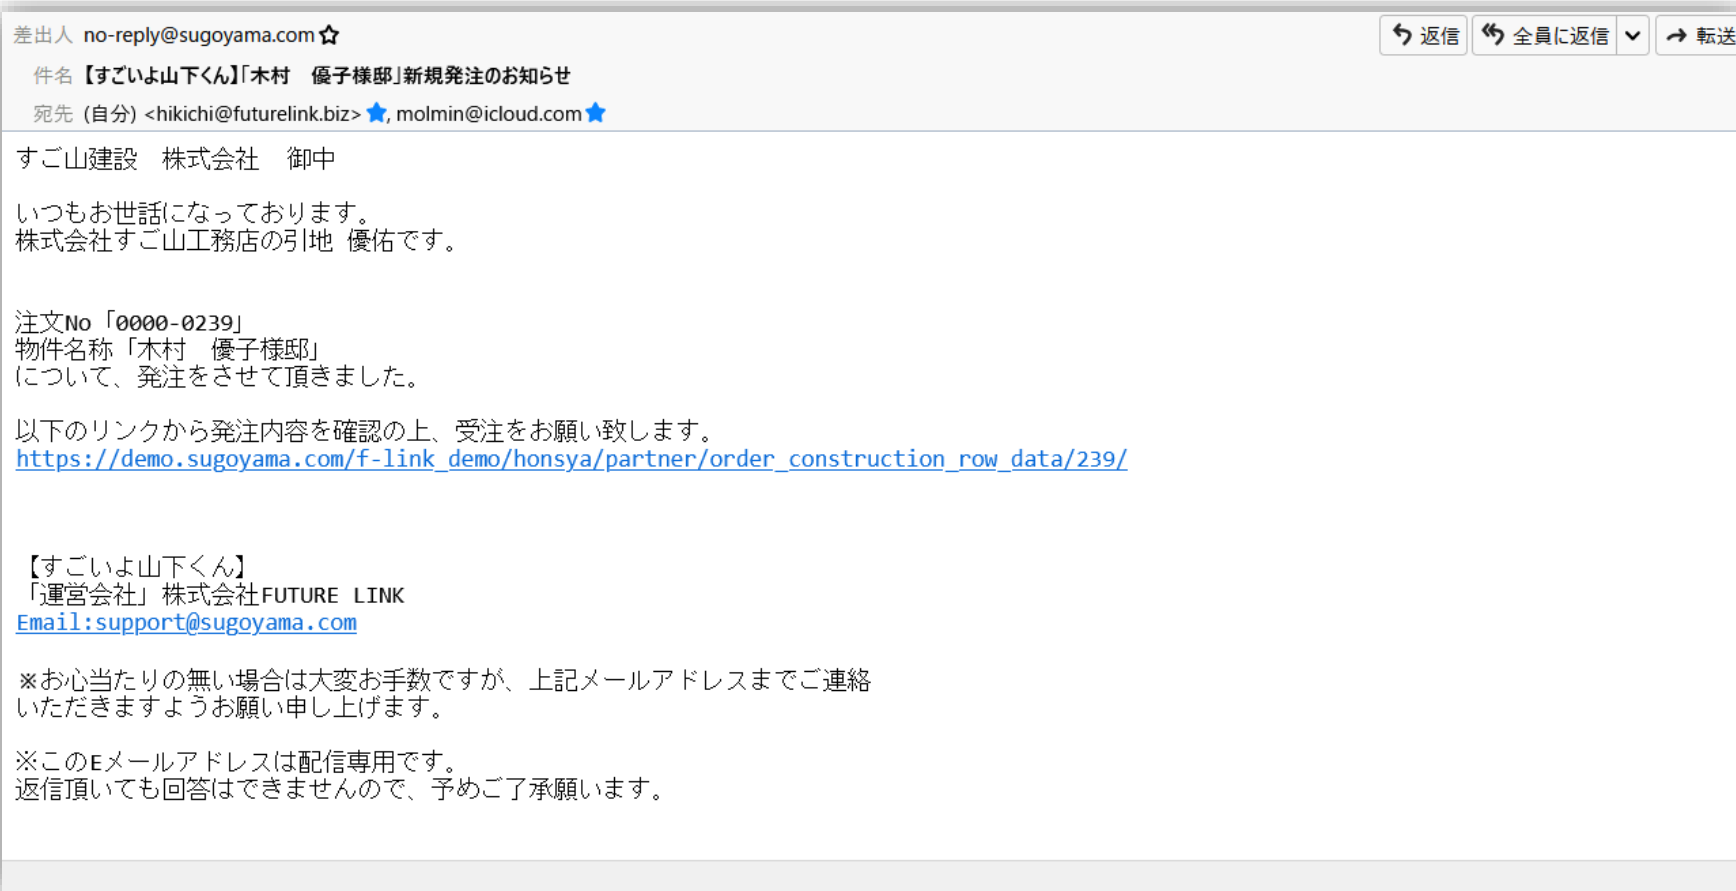 差出人 no-reply@sugoyama.com
返信 全員に返信 転送
件名 【すごいよ山下くん】「木村　優子様邸」新規発注のお知らせ
宛先 (自分) <hikichi@futurelink.biz>, molmin@icloud.com
すご山建設　株式会社　御中
いつもお世話になっております。
株式会社すご山工務店の引地 優佑です。
注文No「0000-0239」
物件名称「木村　優子様邸」
について、発注をさせて頂きました。
以下のリンクから発注内容を確認の上、受注をお願い致します。
https://demo.sugoyama.com/f-link_demo/honsya/partner/order_construction_row_data/239/
【すごいよ山下くん】
「運営会社」株式会社FUTURE LINK
Email:support@sugoyama.com
※お心当たりの無い場合は大変お手数ですが、上記メールアドレスまでご連絡
いただきますようお願い申し上げます。
※このEメールアドレスは配信専用です。
返信頂いても回答はできませんので、予めご了承願います。